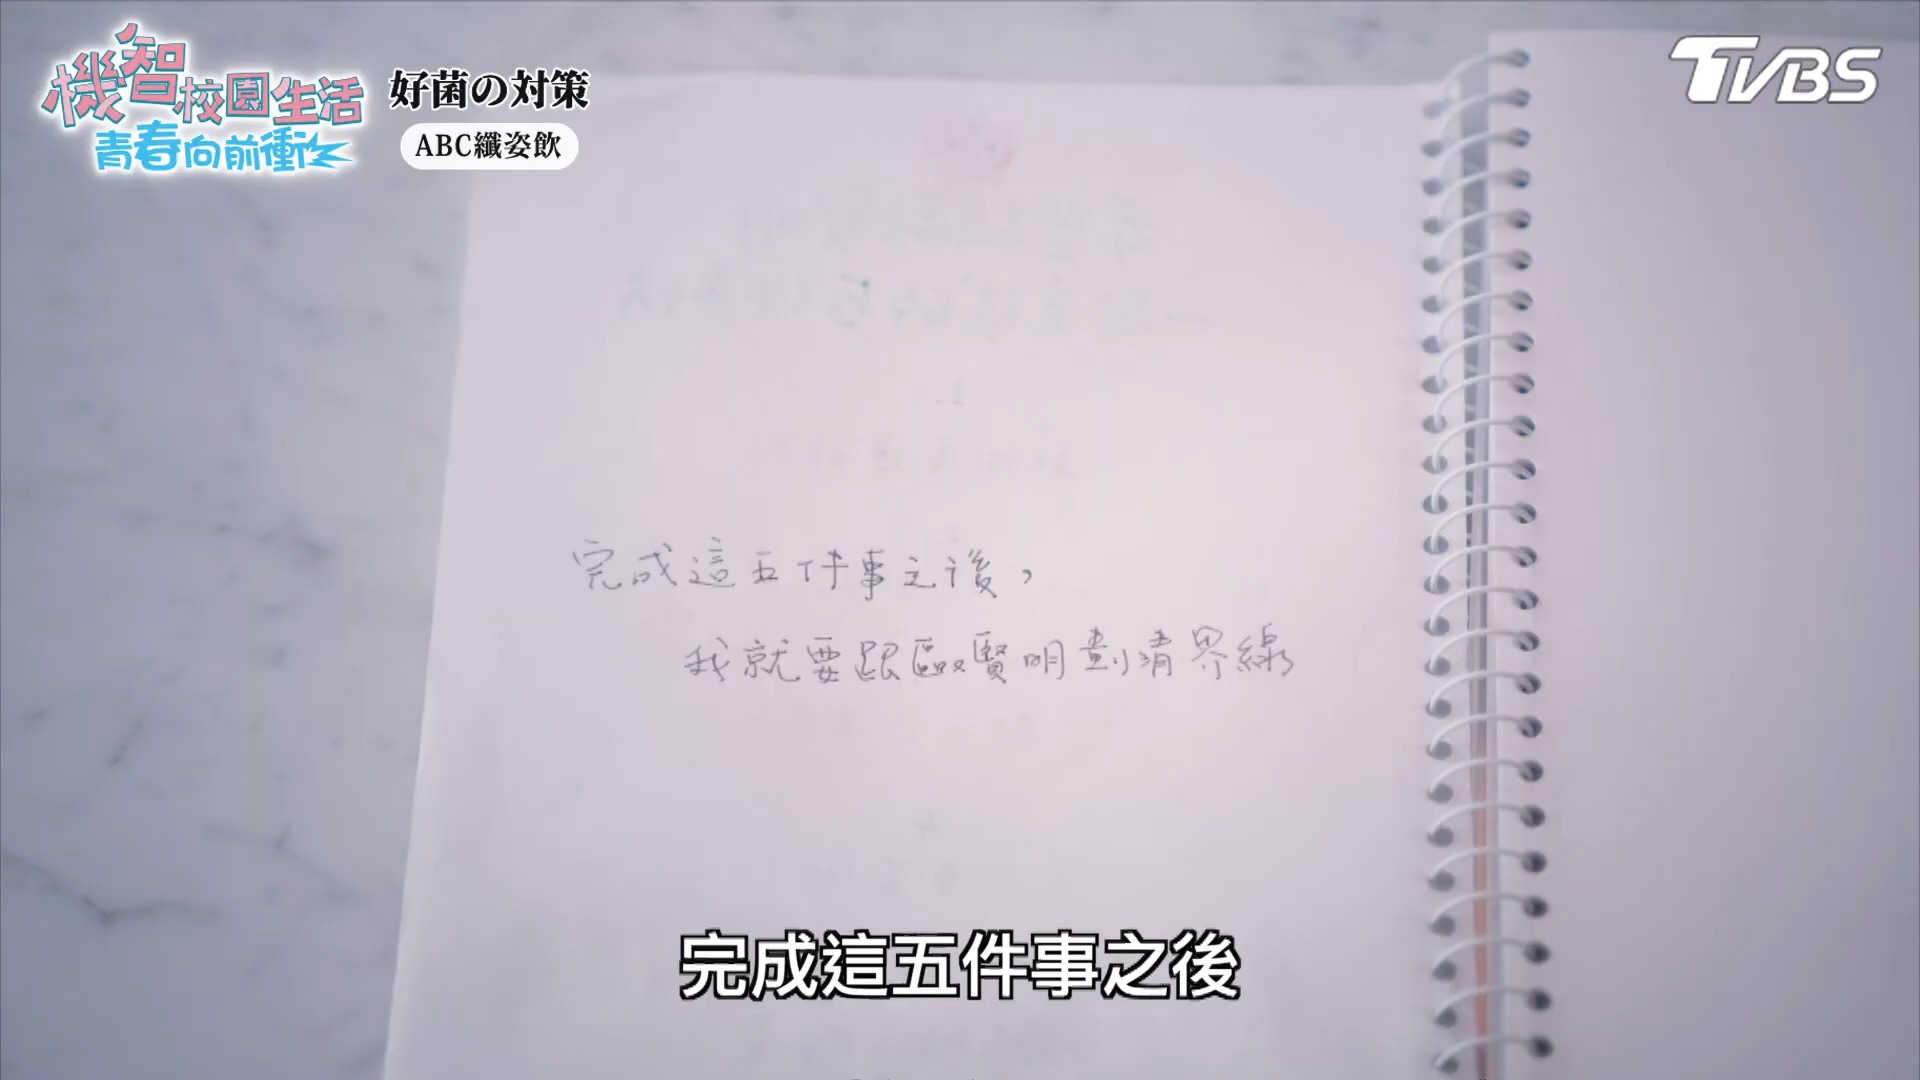 機智校園生活
青春向前衝
好菌の対策
ABC纖姿飲
TVBS
完成這五件事之後，
我就要跟歐賢明劃清界線
完成這五件事之後